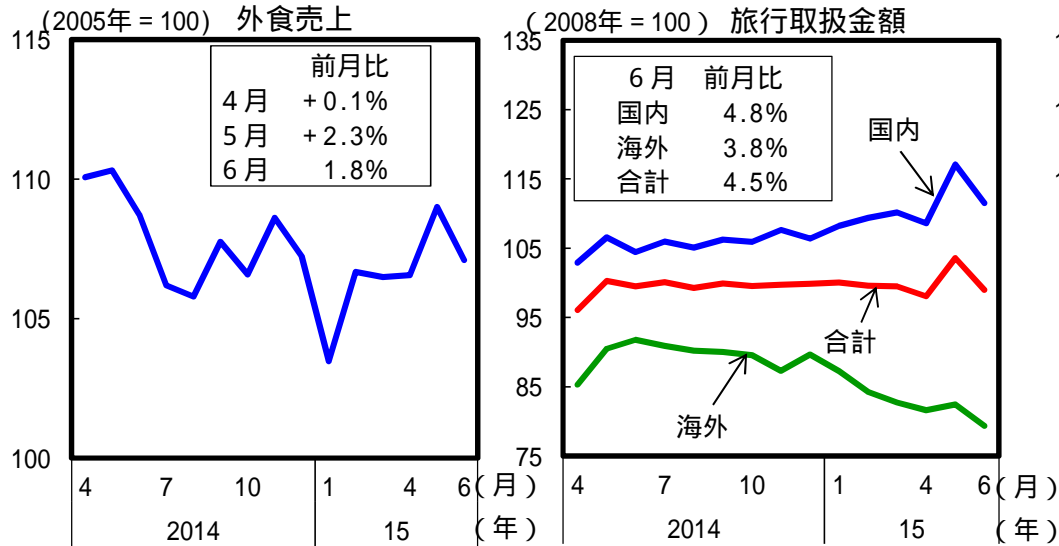 (2005年=100) 外食売上
115
110
105
100
前月比
4月 +0.1%
5月 +2.3%
6月 1.8%
4 7 10 1 4 6 (月)
2014 15 (年)
(2008年=100) 旅行取扱金額
135
125
115
105
95
85
75
6月 前月比
国内 4.8%
海外 3.8%
合計 4.5%
国内
合計
海外
4 7 10 1 4 6 (月)
2014 15 (年)